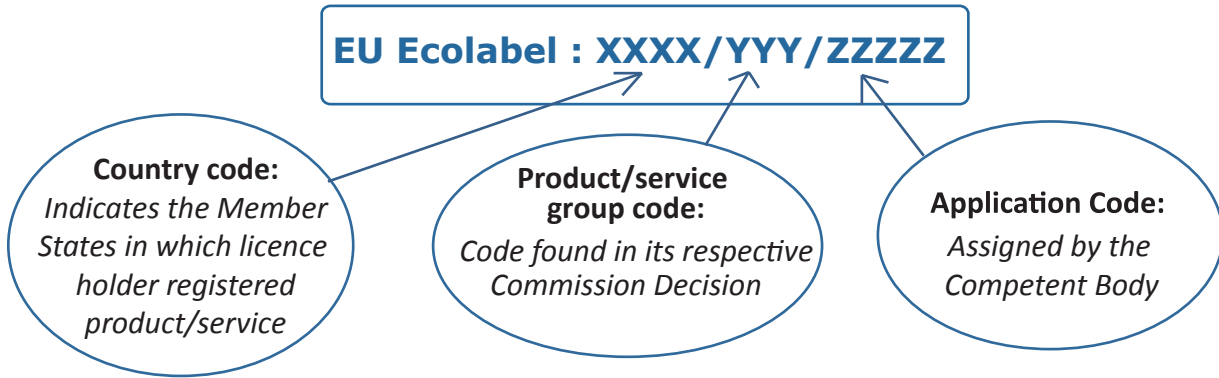 EU Ecolabel : XXXX/YYY/ZZZZZ
Country code:
Indicates the Member
States in which licence
holder registered
product/service
Product/service
group code:
Code found in its respective
Commission Decision
Application Code:
Assigned by the
Competent Body